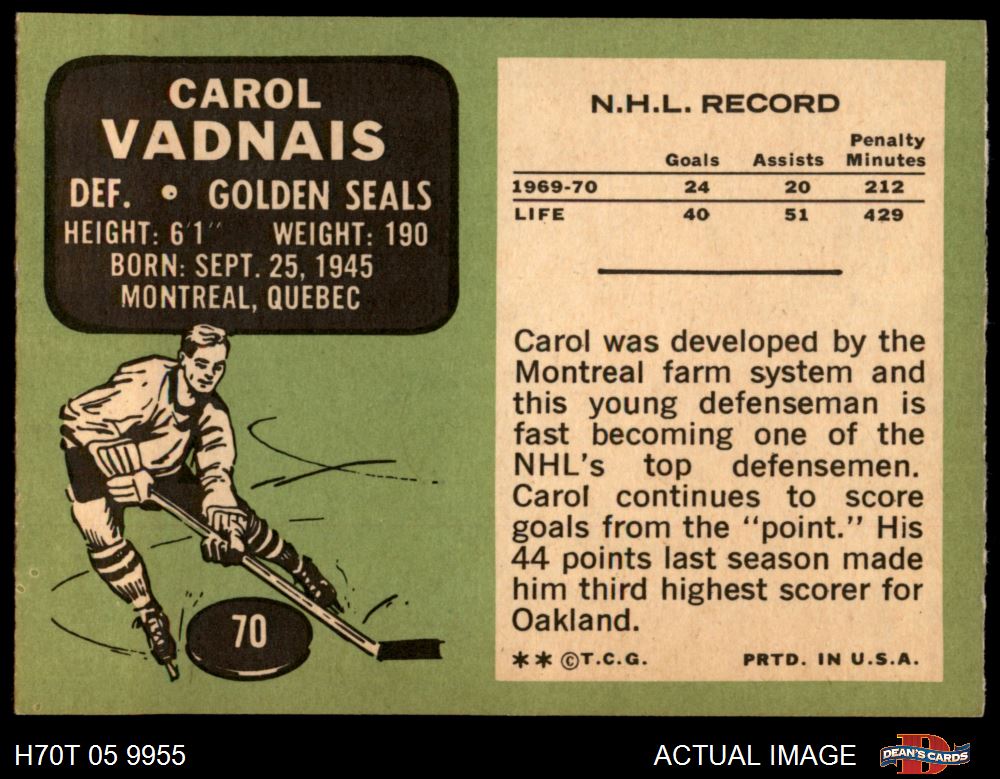 CAROL
VADNAIS
DEF. • GOLDEN SEALS
HEIGHT: 6'1" WEIGHT: 190
BORN: SEPT. 25, 1945
MONTREAL, QUEBEC
70
N.H.L. RECORD
Goals Assists Penalty Minutes
1969-70 24 20 212
LIFE 40 51 429
Carol was developed by the
Montreal farm system and
this young defenseman is
fast becoming one of the
NHL's top defensemen.
Carol continues to score
goals from the "point." His
44 points last season made
him third highest scorer for
Oakland.
** ©T.C.G. PRTD. IN U.S.A.
H70T 05 9955 ACTUAL IMAGE DEAN'S CARDS